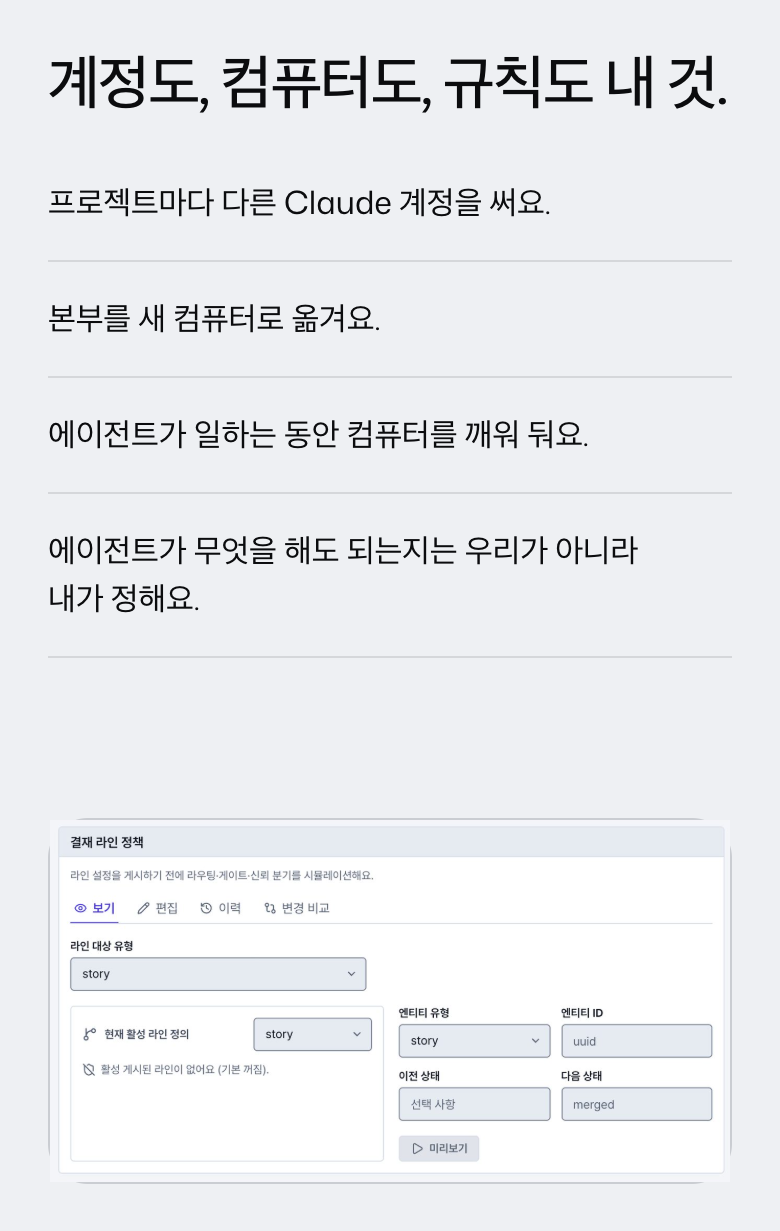 계정도, 컴퓨터도, 규칙도 내 것.
프로젝트마다 다른 Claude 계정을 써요.
본부를 새 컴퓨터로 옮겨요.
에이전트가 일하는 동안 컴퓨터를 깨워 둬요.
에이전트가 무엇을 해도 되는지는 우리가 아니라
내가 정해요.
결재 라인 정책
라인 설정을 게시하기 전에 라우팅·게이트·신뢰 분기를 시뮬레이션해요.
보기 편집 이력 변경 비교
라인 대상 유형
story
현재 활성 라인 정의 story
활성 게시된 라인이 없어요 (기본 꺼짐).
엔티티 유형 엔티티 ID
story uuid
이전 상태 다음 상태
선택 사항 merged
미리보기